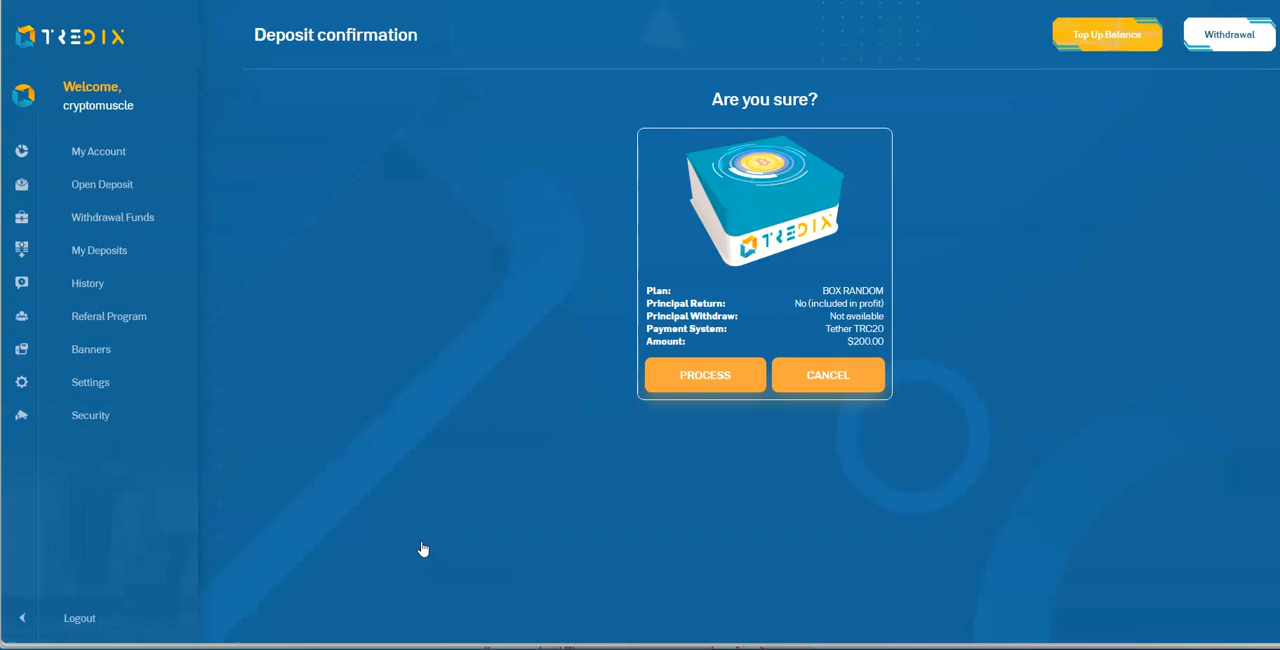 TREDIX
Deposit confirmation
Top Up Balance
Withdrawal
Welcome,
cryptomuscle
Are you sure?
My Account
Open Deposit
Withdrawal Funds
My Deposits
History
Referal Program
Banners
Settings
Security
Logout
TREDIX
Plan: BOX RANDOM
Principal Return: No (included in profit)
Principal Withdraw: Not available
Payment System: Tether TRC20
Amount: $200.00
PROCESS
CANCEL